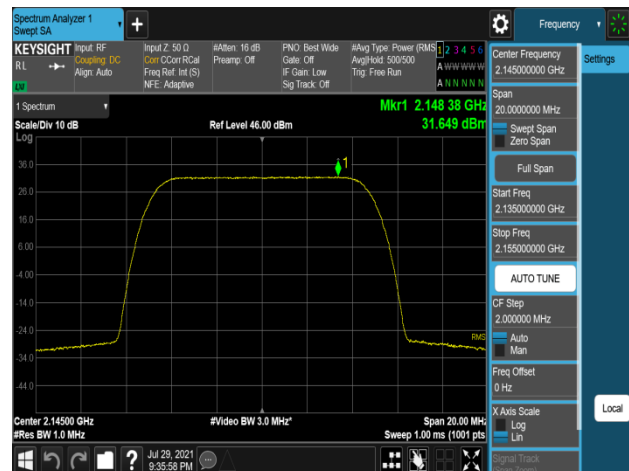 Spectrum Analyzer 1
Swept SA
+
Frequency
KEYSIGHT
RL
LU
Input: RF
Coupling: DC
Align: Auto
Input Z: 50 Ω
Corr CCorr RCal
Freq Ref: Int (S)
NFE: Adaptive
#Atten: 16 dB
Preamp: Off
PNO: Best Wide
Gate: Off
IF Gain: Low
Sig Track: Off
#Avg Type: Power (RMS
Avg|Hold: 500/500
Trig: Free Run
1 2 3 4 5 6
A W W W W W
A N N N N N
1 Spectrum
Scale/Div 10 dB
Log
Ref Level 46.00 dBm
Mkr1 2.148 38 GHz
31.649 dBm
1
36.0
26.0
16.0
6.00
-4.00
-14.0
-24.0
-34.0
-44.0
RMS
Center 2.14500 GHz
#Res BW 1.0 MHz
#Video BW 3.0 MHz*
Span 20.00 MHz
Sweep 1.00 ms (1001 pts
?
Jul 29, 2021
9:35:58 PM
Center Frequency
2.145000000 GHz
Span
20.0000000 MHz
Swept Span
Zero Span
Full Span
Start Freq
2.135000000 GHz
Stop Freq
2.155000000 GHz
AUTO TUNE
CF Step
2.000000 MHz
Auto
Man
Freq Offset
0 Hz
X Axis Scale
Log
Lin
Signal Track
Settings
Local